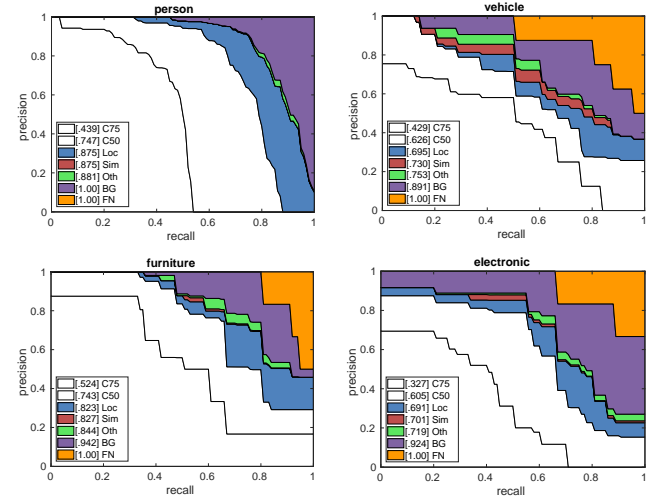 person
1
0.8
0.6
0.4
0.2
0
precision
[.439] C75
[.747] C50
[.875] Loc
[.875] Sim
[.881] Oth
[1.00] BG
[1.00] FN
0 0.2 0.4 0.6 0.8 1
recall
vehicle
1
0.8
0.6
0.4
0.2
0
precision
[.429] C75
[.626] C50
[.695] Loc
[.730] Sim
[.753] Oth
[.891] BG
[1.00] FN
0 0.2 0.4 0.6 0.8 1
recall
furniture
1
0.8
0.6
0.4
0.2
0
precision
[.524] C75
[.743] C50
[.823] Loc
[.827] Sim
[.844] Oth
[.942] BG
[1.00] FN
0 0.2 0.4 0.6 0.8 1
recall
electronic
1
0.8
0.6
0.4
0.2
0
precision
[.327] C75
[.605] C50
[.691] Loc
[.701] Sim
[.719] Oth
[.924] BG
[1.00] FN
0 0.2 0.4 0.6 0.8 1
recall